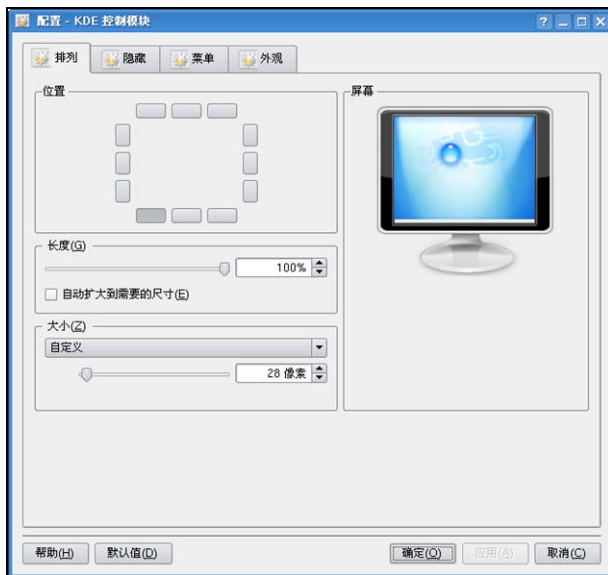 配置 - KDE 控制模块
排列 隐藏 菜单 外观
位置
屏幕
长度(G)
100%
自动扩大到需要的尺寸(E)
大小(Z)
自定义
28 像素
帮助(H) 默认值(D) 确定(O) 应用(A) 取消(C)